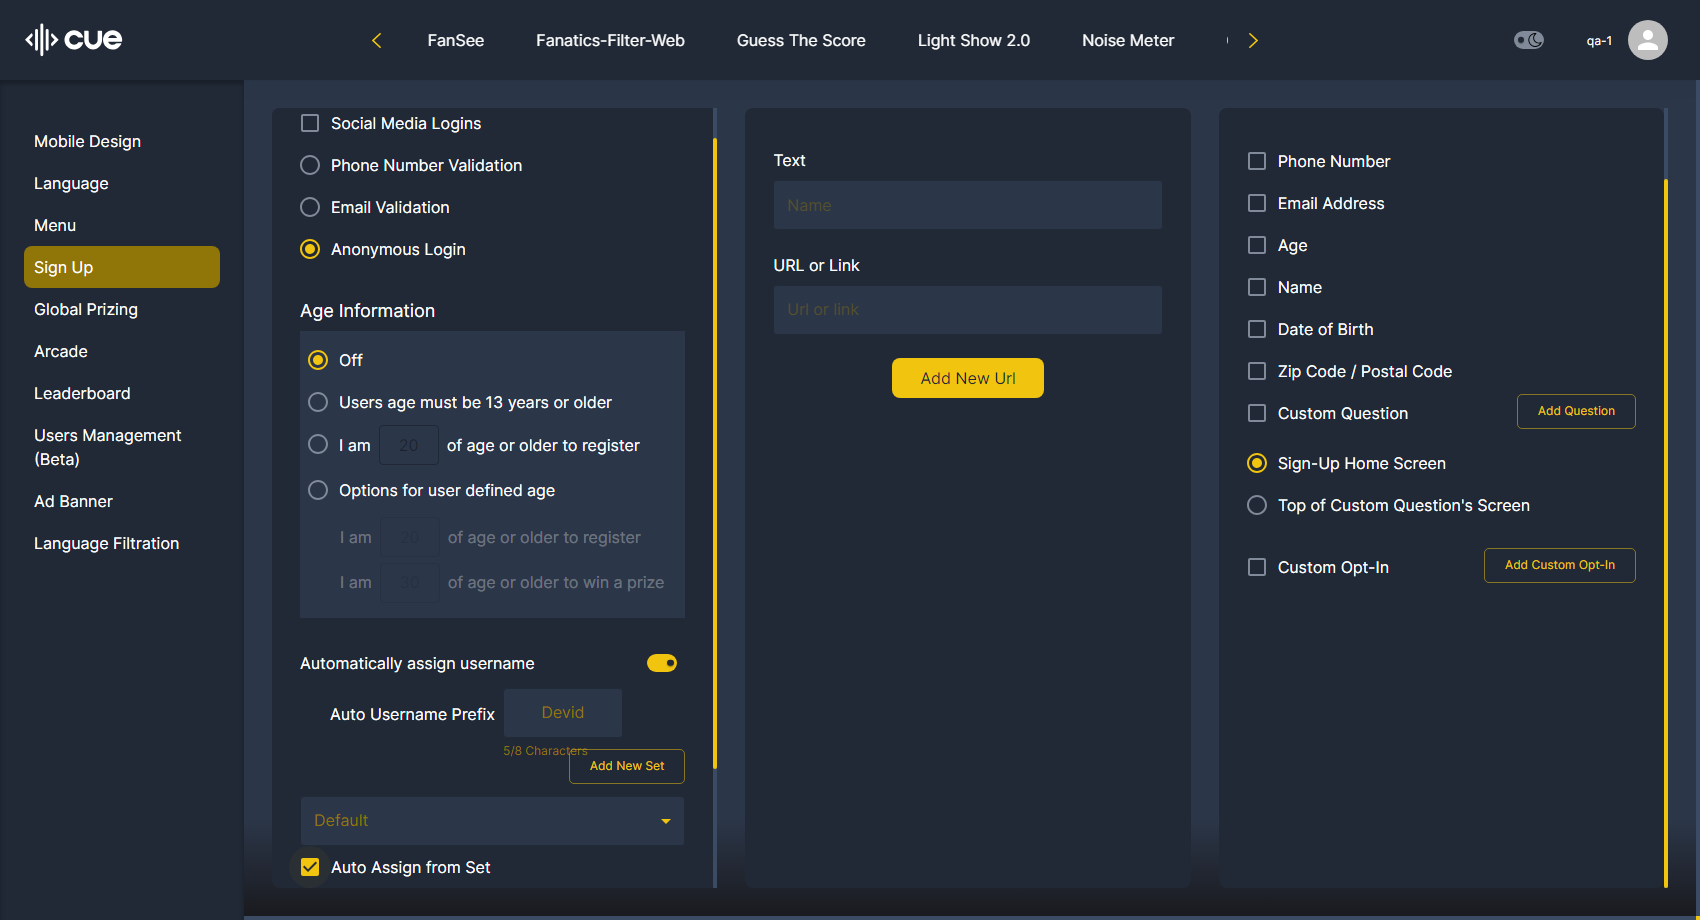 cue
FanSee
Fanatics-Filter-Web
Guess The Score
Light Show 2.0
Noise Meter
qa-1
Mobile Design
Language
Menu
Sign Up
Global Prizing
Arcade
Leaderboard
Users Management
(Beta)
Ad Banner
Language Filtration
Social Media Logins
Phone Number Validation
Email Validation
Anonymous Login
Age Information
Off
Users age must be 13 years or older
I am 20 of age or older to register
Options for user defined age
I am 20 of age or older to register
I am 30 of age or older to win a prize
Automatically assign username
Auto Username Prefix Devid
5/8 Characters
Add New Set
Default
Auto Assign from Set
Text
Name
URL or Link
Url or link
Add New Url
Phone Number
Email Address
Age
Name
Date of Birth
Zip Code / Postal Code
Custom Question Add Question
Sign-Up Home Screen
Top of Custom Question's Screen
Custom Opt-In Add Custom Opt-In